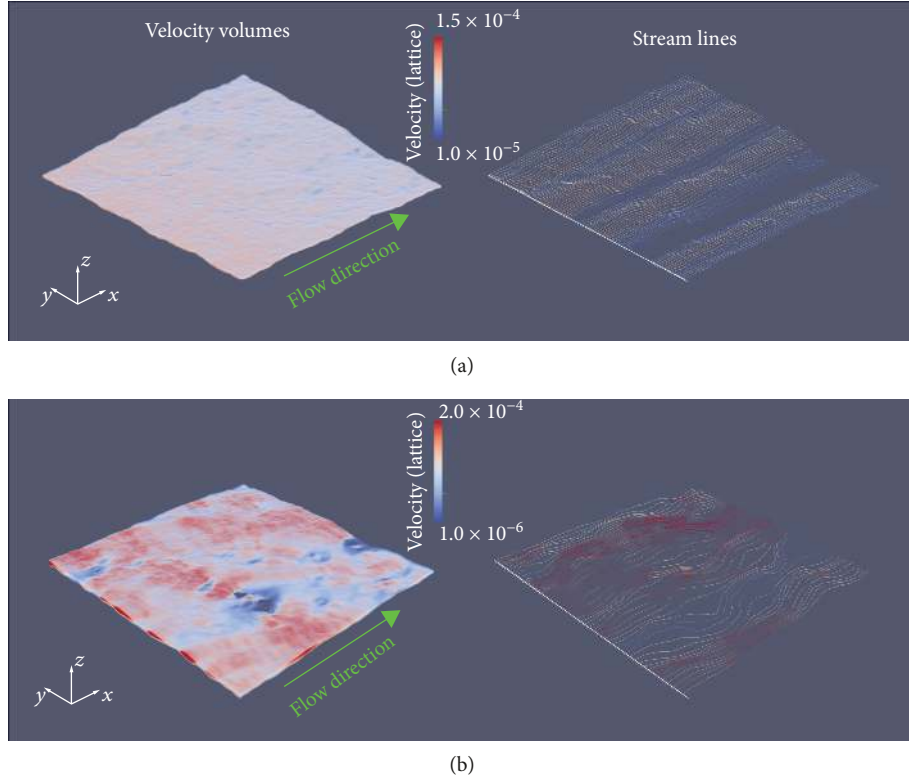 Velocity volumes
1.5 × 10⁻⁴
Velocity (lattice)
1.0 × 10⁻⁵
Stream lines
Flow direction
z
y
x
(a)
2.0 × 10⁻⁴
Velocity (lattice)
1.0 × 10⁻⁶
Flow direction
z
y
x
(b)